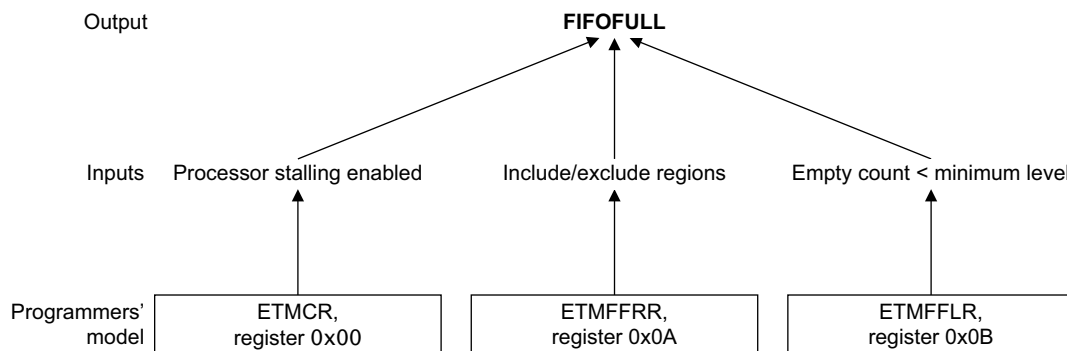 Output FIFOFULL
Inputs Processor stalling enabled Include/exclude regions Empty count < minimum level
Programmers' ETMCR, ETMFFRR, ETMFFLR,
model register 0x00 register 0x0A register 0x0B